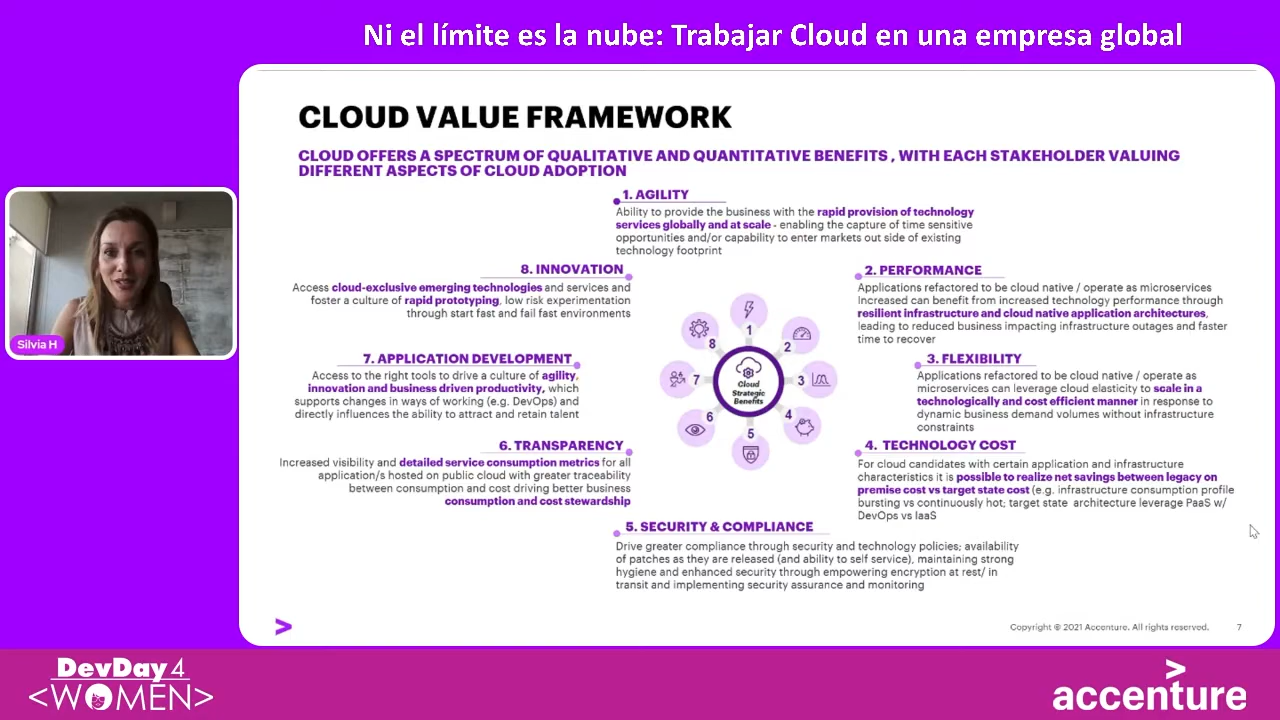 Ni el límite es la nube: Trabajar Cloud en una empresa global
CLOUD VALUE FRAMEWORK
CLOUD OFFERS A SPECTRUM OF QUALITATIVE AND QUANTITATIVE BENEFITS , WITH EACH STAKEHOLDER VALUING
DIFFERENT ASPECTS OF CLOUD ADOPTION
1. AGILITY
Ability to provide the business with the rapid provision of technology
services globally and at scale - enabling the capture of time sensitive
opportunities and/or capability to enter markets out side of existing
technology footprint
8. INNOVATION
Access cloud-exclusive emerging technologies and services and
foster a culture of rapid prototyping, low risk experimentation
through start fast and fail fast environments
2. PERFORMANCE
Applications refactored to be cloud native / operate as microservices
Increased can benefit from increased technology performance through
resilient infrastructure and cloud native application architectures,
leading to reduced business impacting infrastructure outages and faster
time to recover
7. APPLICATION DEVELOPMENT
Access to the right tools to drive a culture of agility,
innovation and business driven productivity, which
supports changes in ways of working (e.g. DevOps) and
directly influences the ability to attract and retain talent
3. FLEXIBILITY
Applications refactored to be cloud native / operate as
microservices can leverage cloud elasticity to scale in a
technologically and cost efficient manner in response to
dynamic business demand volumes without infrastructure
constraints
1
2
3
4
5
6
7
8
Cloud
Strategic
Benefits
6. TRANSPARENCY
Increased visibility and detailed service consumption metrics for all
application/s hosted on public cloud with greater traceability
between consumption and cost driving better business
consumption and cost stewardship
4. TECHNOLOGY COST
For cloud candidates with certain application and infrastructure
characteristics it is possible to realize net savings between legacy on
premise cost vs target state cost (e.g. infrastructure consumption profile
bursting vs continuously hot; target state architecture leverage PaaS w/
DevOps vs IaaS
5. SECURITY & COMPLIANCE
Drive greater compliance through security and technology policies; availability
of patches as they are released (and ability to self service), maintaining strong
hygiene and enhanced security through empowering encryption at rest/ in
transit and implementing security assurance and monitoring
Copyright © 2021 Accenture. All rights reserved. 7
Silvia H
DevDay 4
<WOMEN>
accenture